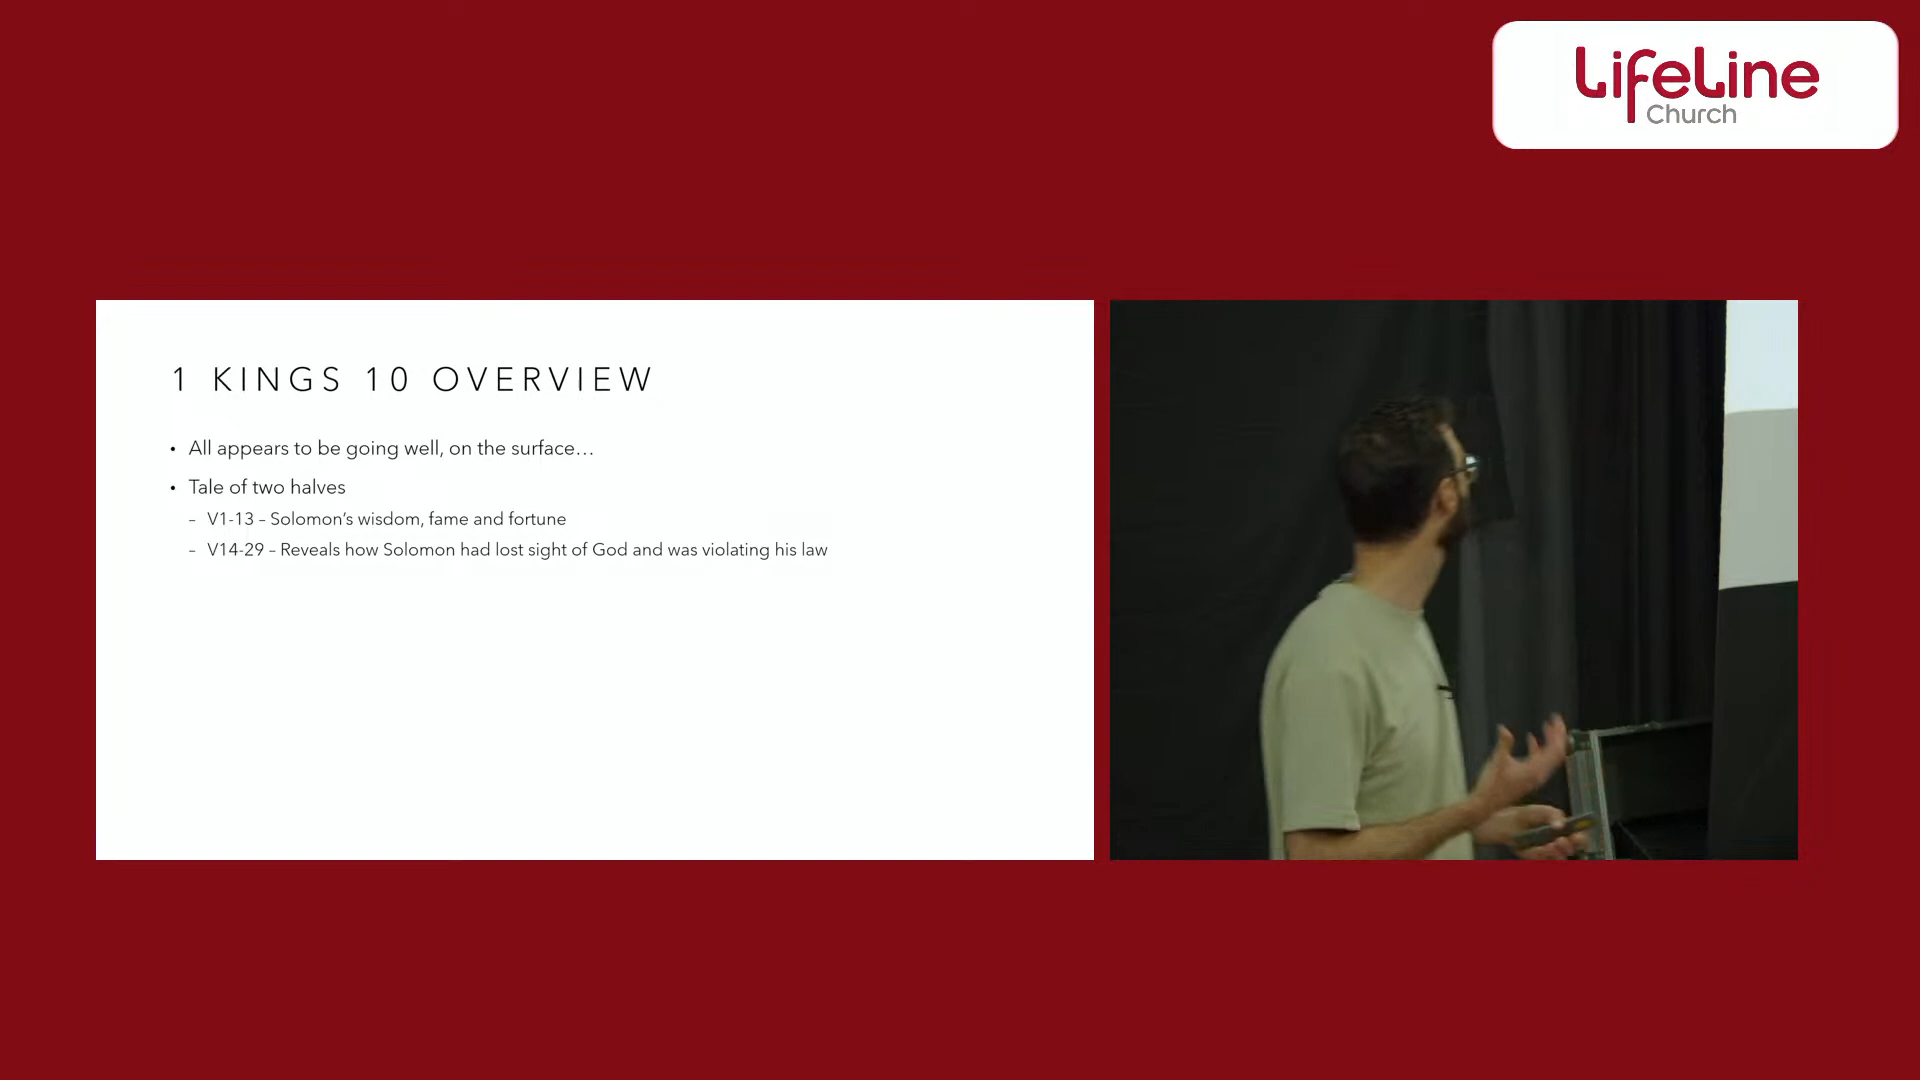 LifeLine
Church
1 KINGS 10 OVERVIEW
• All appears to be going well, on the surface…
• Tale of two halves
– V1-13 – Solomon’s wisdom, fame and fortune
– V14-29 – Reveals how Solomon had lost sight of God and was violating his law